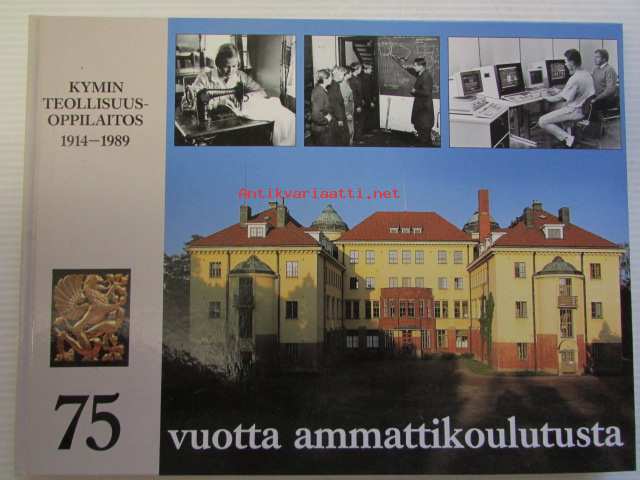 KYMIN
TEOLLISUUS-
OPPILAITOS
1914–1989
Antikvariaatti.net
75 vuotta ammattikoulutusta